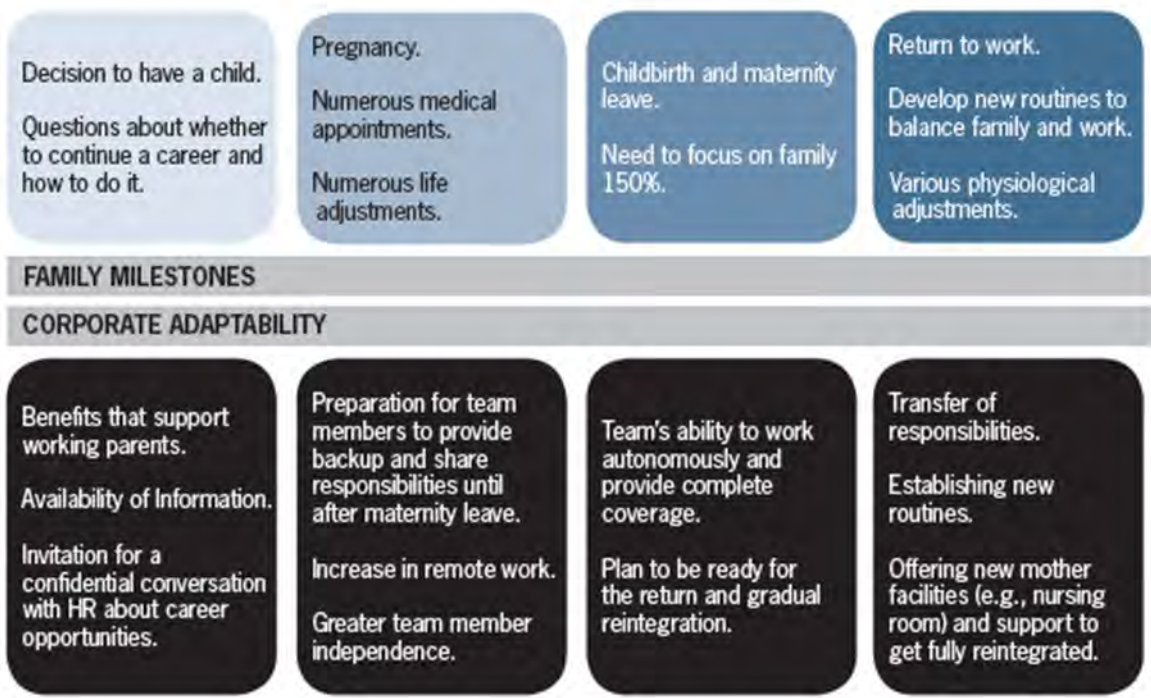 Decision to have a child.
Questions about whether
to continue a career and
how to do it.
Pregnancy.
Numerous medical
appointments.
Numerous life
adjustments.
Childbirth and maternity
leave.
Need to focus on family
150%.
Return to work.
Develop new routines to
balance family and work.
Various physiological
adjustments.
FAMILY MILESTONES
CORPORATE ADAPTABILITY
Benefits that support
working parents.
Availability of Information.
Invitation for a
confidential conversation
with HR about career
opportunities.
Preparation for team
members to provide
backup and share
responsibilities until
after maternity leave.
Increase in remote work.
Greater team member
independence.
Team's ability to work
autonomously and
provide complete
coverage.
Plan to be ready for
the return and gradual
reintegration.
Transfer of
responsibilities.
Establishing new
routines.
Offering new mother
facilities (e.g., nursing
room) and support to
get fully reintegrated.